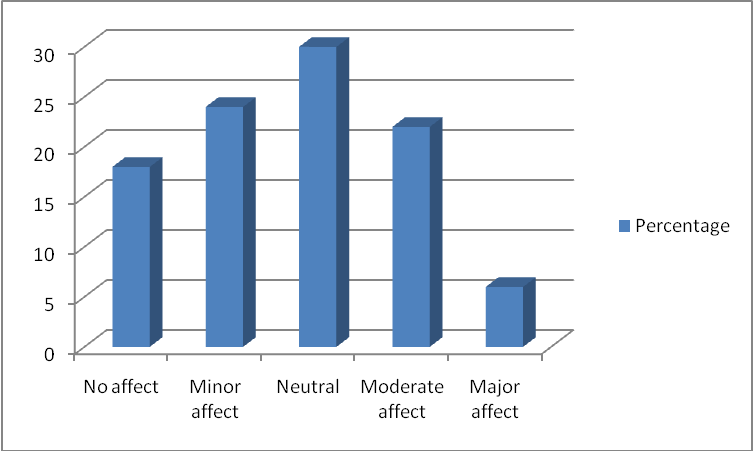 30
25
20
15
10
5
0
No affect
Minor
affect
Neutral
Moderate
affect
Major
affect
Percentage